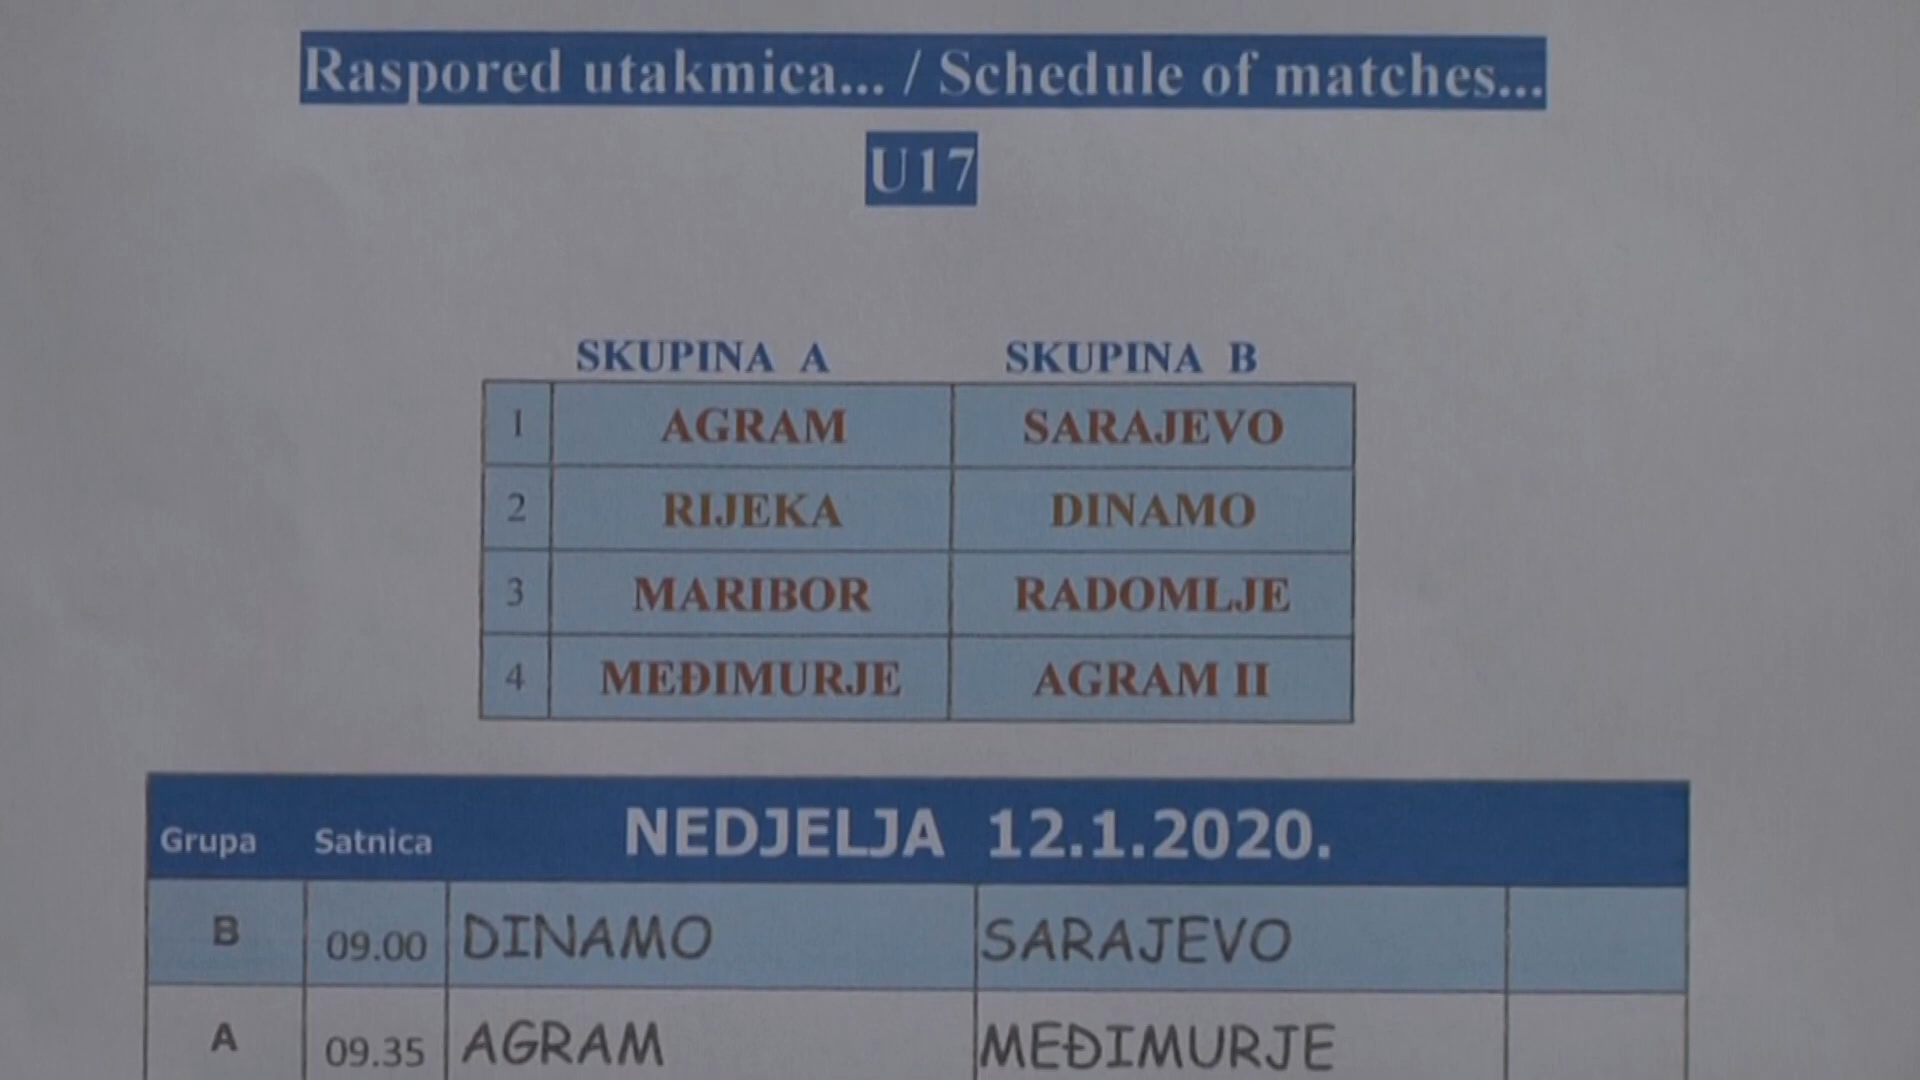 Raspored utakmica... / Schedule of matches...
U17
SKUPINA A SKUPINA B
1 AGRAM SARAJEVO
2 RIJEKA DINAMO
3 MARIBOR RADOMLJE
4 MEĐIMURJE AGRAM II
Grupa Satnica NEDJELJA 12.1.2020.
B 09.00 DINAMO SARAJEVO
A 09.35 AGRAM MEĐIMURJE